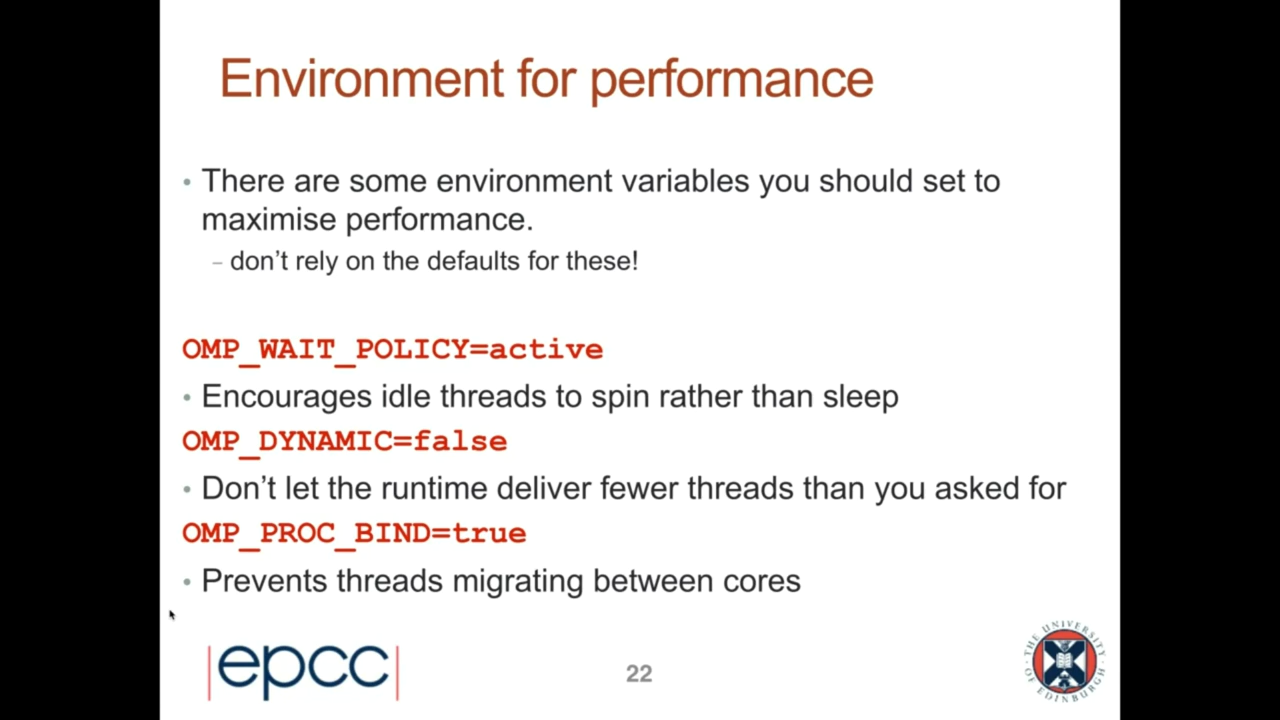 Environment for performance
• There are some environment variables you should set to
maximise performance.
– don't rely on the defaults for these!
OMP_WAIT_POLICY=active
• Encourages idle threads to spin rather than sleep
OMP_DYNAMIC=false
• Don't let the runtime deliver fewer threads than you asked for
OMP_PROC_BIND=true
• Prevents threads migrating between cores
|epcc|
22
THE UNIVERSITY OF EDINBURGH